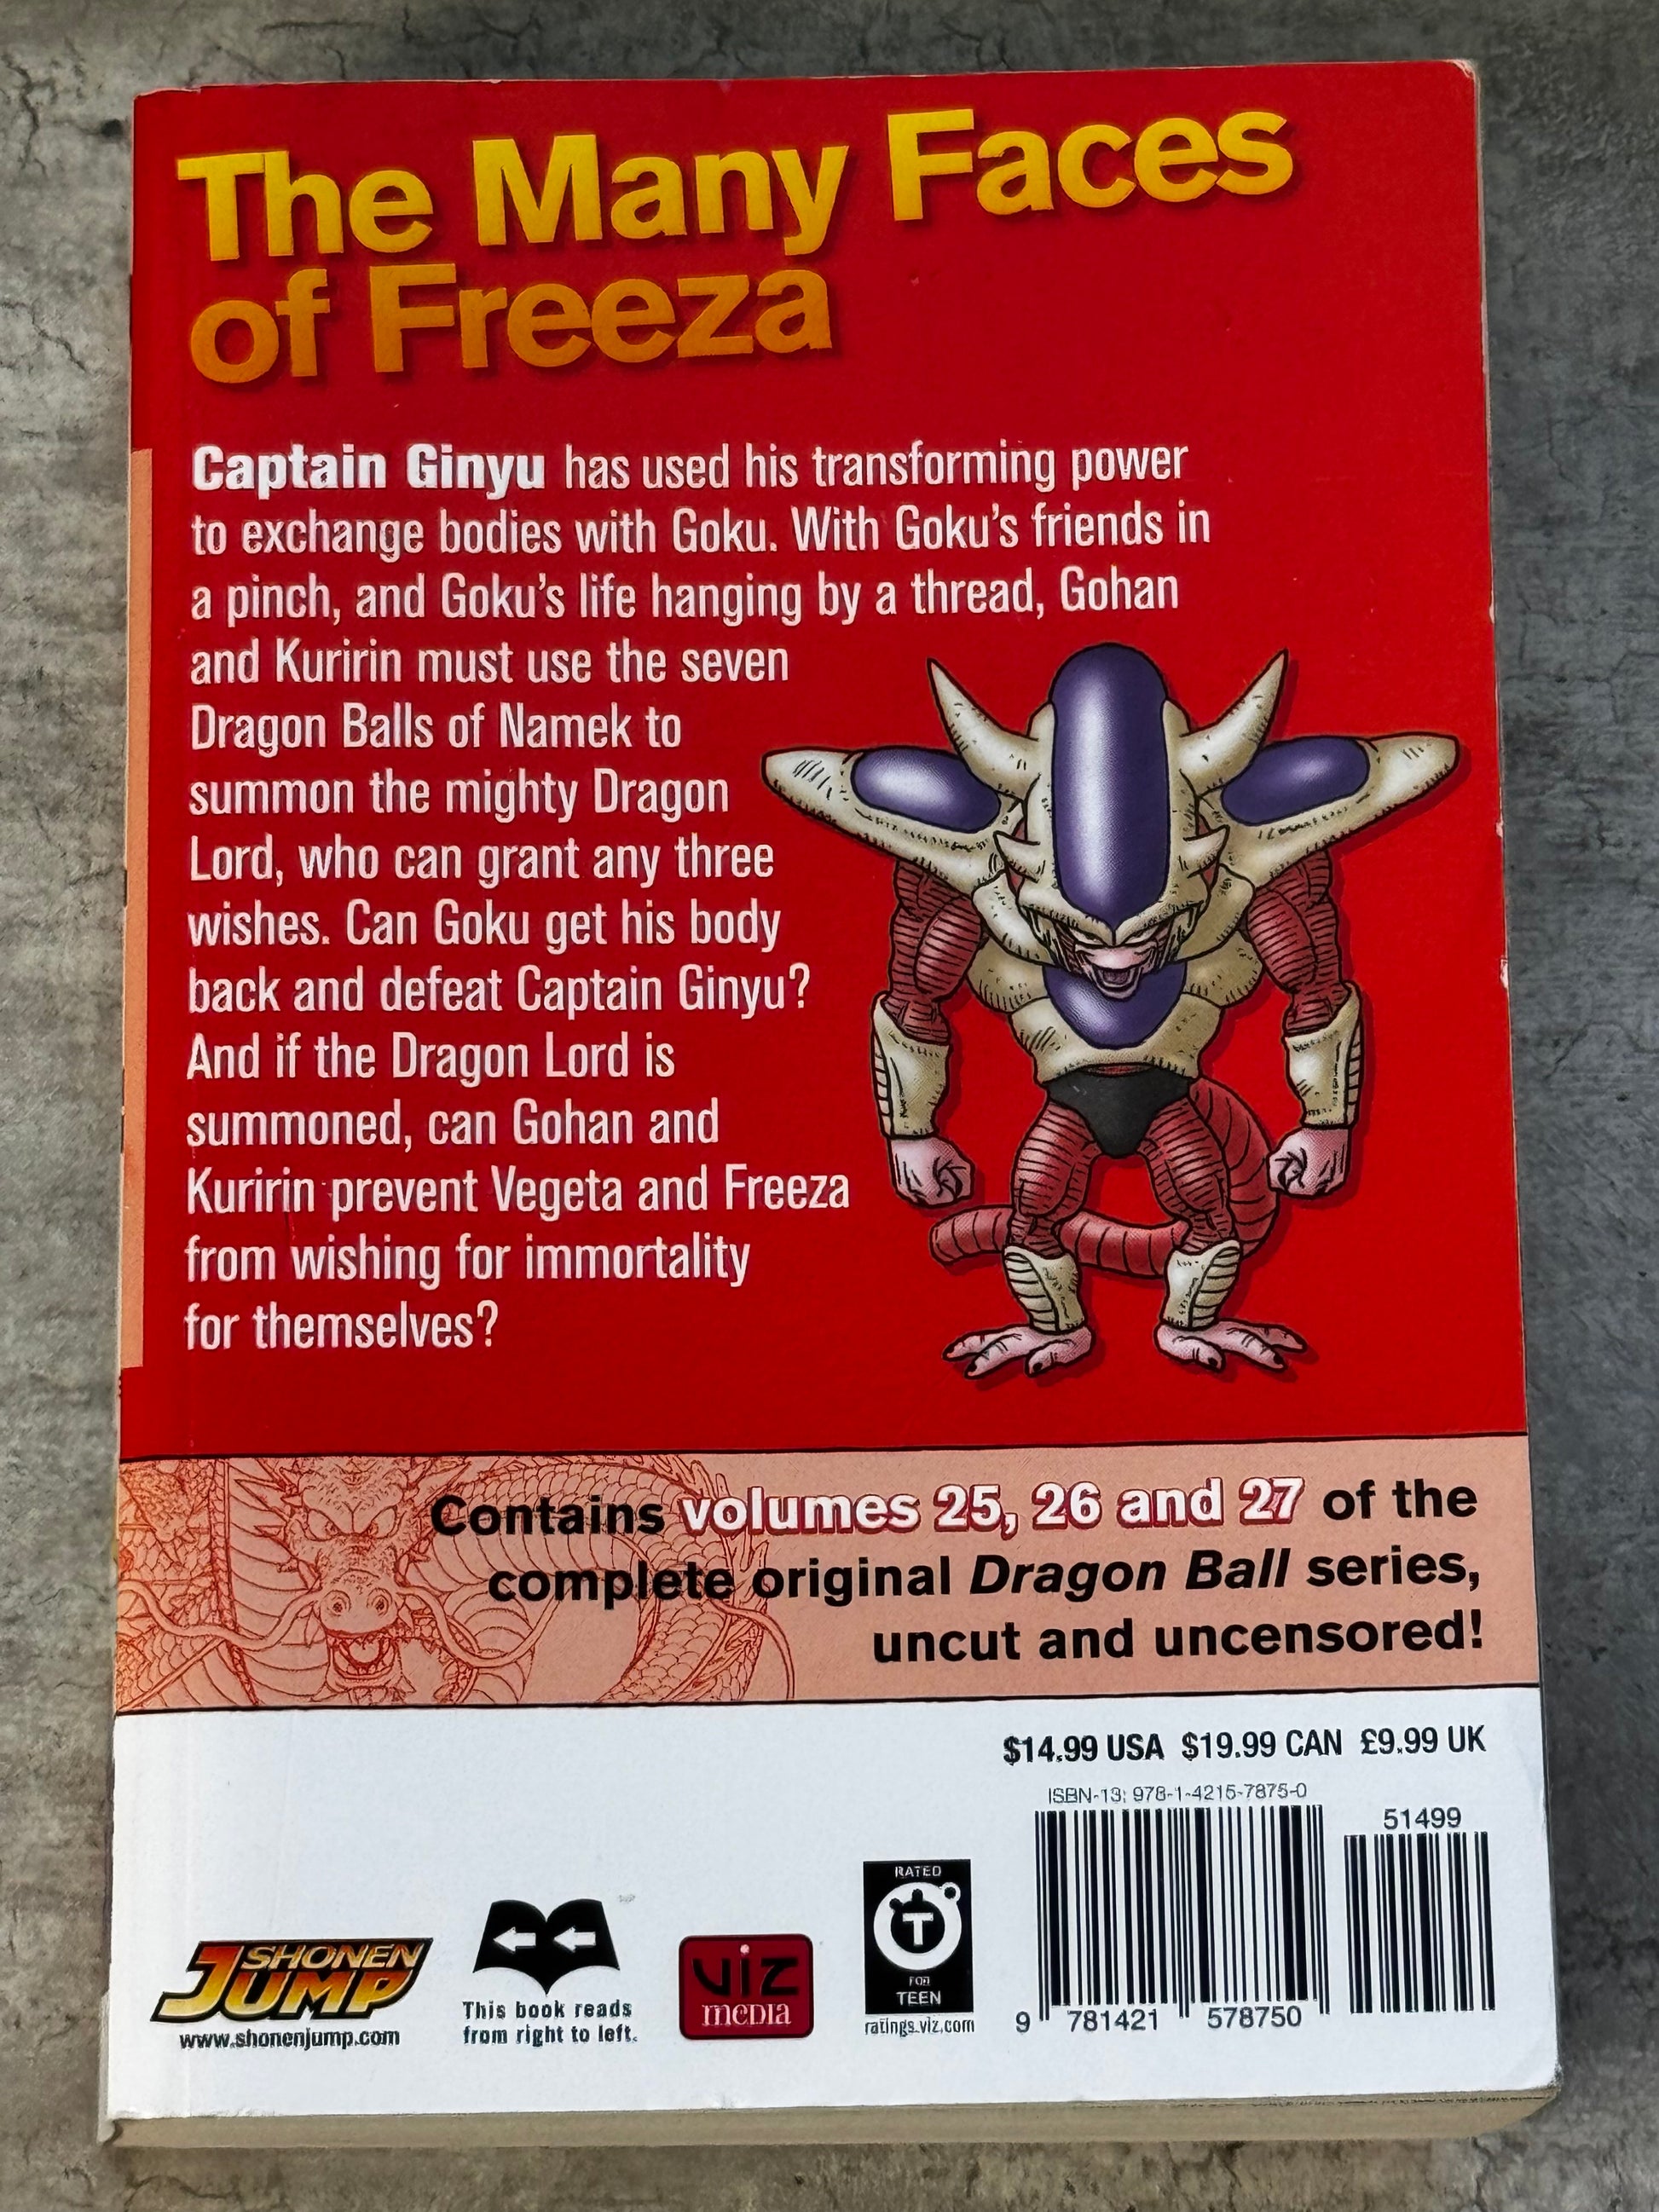 The Many Faces
of Freeza
Captain Ginyu has used his transforming power
to exchange bodies with Goku. With Goku's friends in
a pinch, and Goku's life hanging by a thread, Gohan
and Kuririn must use the seven
Dragon Balls of Namek to
summon the mighty Dragon
Lord, who can grant any three
wishes. Can Goku get his body
back and defeat Captain Ginyu?
And if the Dragon Lord is
summoned, can Gohan and
Kuririn prevent Vegeta and Freeza
from wishing for immortality
for themselves?
Contains volumes 25, 26 and 27 of the
complete original Dragon Ball series,
uncut and uncensored!
$14.99 USA $19.99 CAN £9.99 UK
ISBN-13: 978-1-4215-7875-0
51499
9 781421 578750
SHONEN
JUMP
www.shonenjump.com
This book reads
from right to left.
VIZ
MEDIA
RATED
T
FOR
TEEN
ratings.viz.com